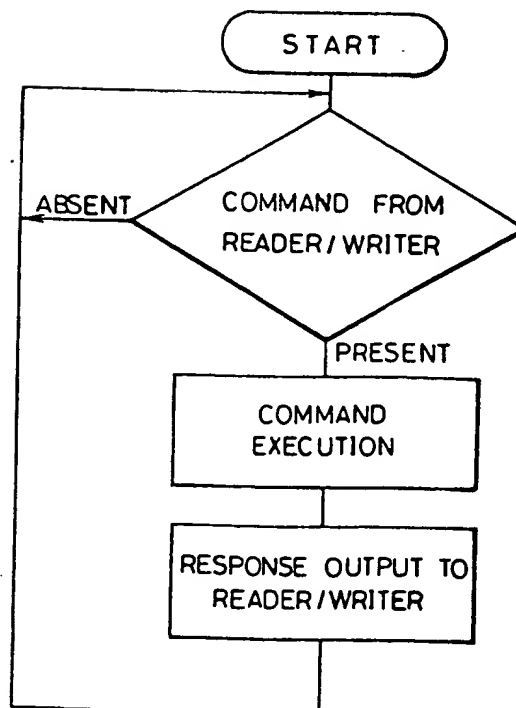 START
COMMAND FROM
READER/WRITER
ABSENT
PRESENT
COMMAND
EXECUTION
RESPONSE OUTPUT TO
READER/WRITER